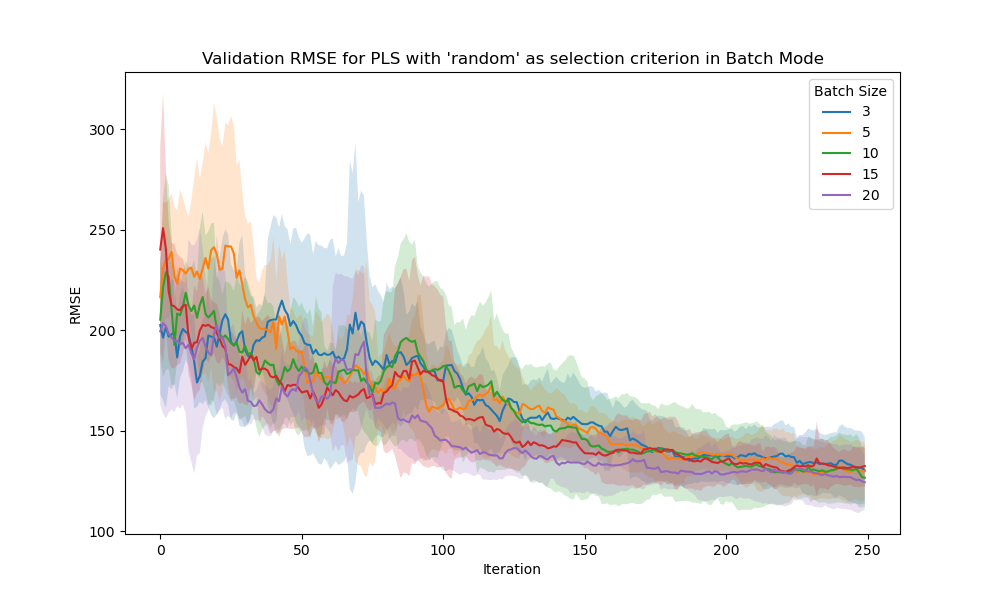 Validation RMSE for PLS with 'random' as selection criterion in Batch Mode
Batch Size
3
5
10
15
20
300
250
200
150
100
RMSE
0 50 100 150 200 250
Iteration